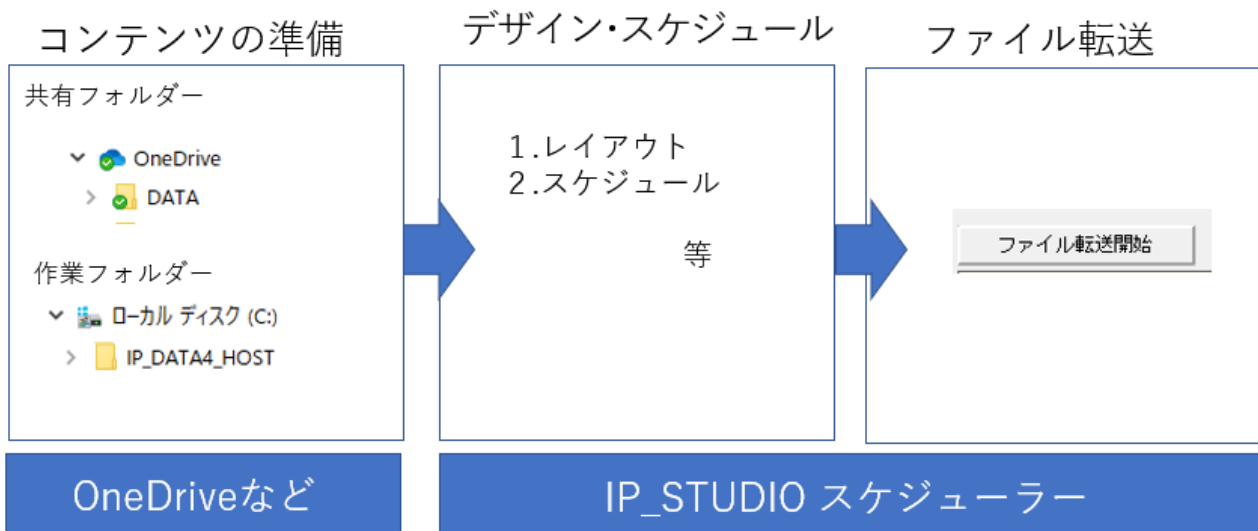 コンテンツの準備
デザイン・スケジュール
ファイル転送
共有フォルダー
OneDrive
DATA
作業フォルダー
ローカル ディスク (C:)
IP_DATA4_HOST
1.レイアウト
2.スケジュール
等
ファイル転送開始
OneDriveなど
IP_STUDIO スケジューラー